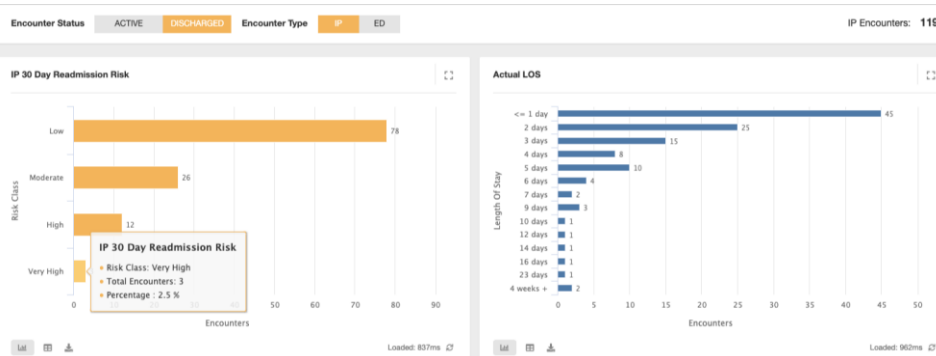 Encounter Status ACTIVE DISCHARGED Encounter Type IP ED IP Encounters: 119
IP 30 Day Readmission Risk
Risk Class
Low 78
Moderate 26
High 12
Very High
IP 30 Day Readmission Risk
• Risk Class: Very High
• Total Encounters: 3
• Percentage : 2.5 %
0 10 20 30 40 50 60 70 80 90
Encounters
Loaded: 837ms
Actual LOS
Length Of Stay
<= 1 day 45
2 days 25
3 days 15
4 days 8
5 days 10
6 days 4
7 days 2
9 days 3
10 days 1
12 days 1
14 days 1
16 days 1
23 days 1
4 weeks + 2
0 5 10 15 20 25 30 35 40 45 50
Encounters
Loaded: 962ms